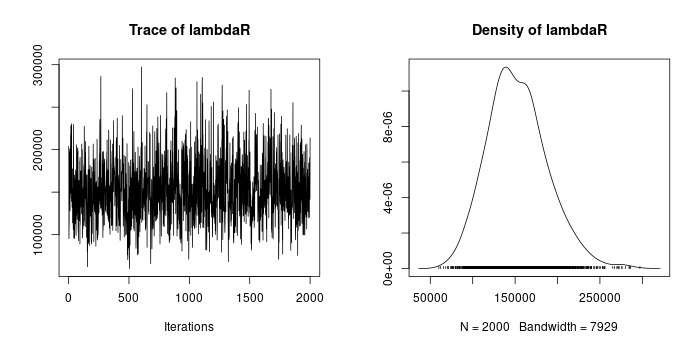 Trace of lambdaR
300000
200000
100000
0
500
1000
1500
2000
Iterations
Density of lambdaR
8e-06
4e-06
0e+00
50000
150000
250000
N = 2000 Bandwidth = 7929